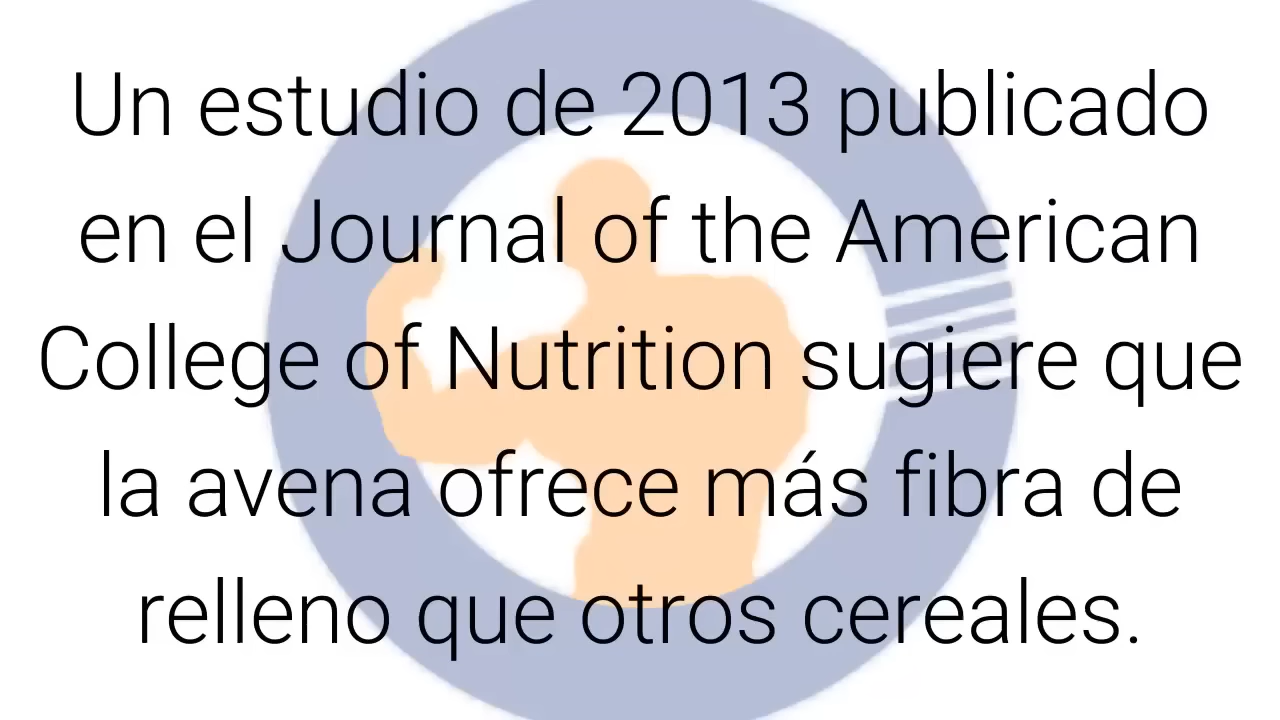 Un estudio de 2013 publicado
en el Journal of the American
College of Nutrition sugiere que
la avena ofrece más fibra de
relleno que otros cereales.